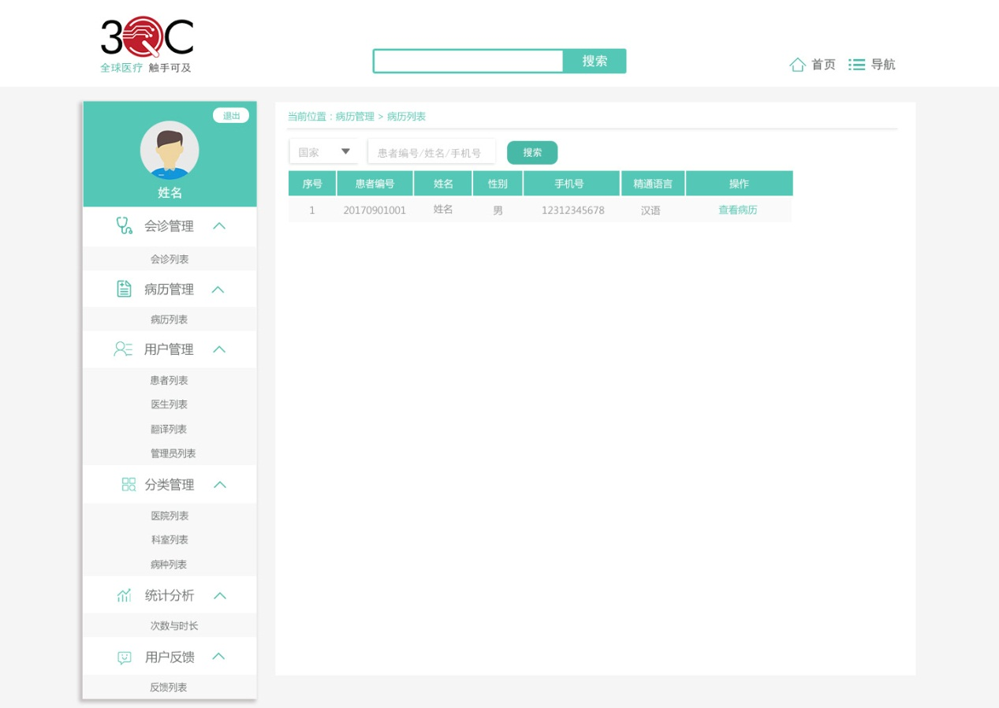 3QC
全球医疗 触手可及
搜索
首页 导航
退出
姓名
会诊管理
会诊列表
病历管理
病历列表
用户管理
患者列表
医生列表
翻译列表
管理员列表
分类管理
医院列表
科室列表
病种列表
统计分析
次数与时长
用户反馈
反馈列表
当前位置：病历管理 > 病历列表
国家 患者编号/姓名/手机号 搜索
序号 患者编号 姓名 性别 手机号 精通语言 操作
1 20170901001 姓名 男 12312345678 汉语 查看病历